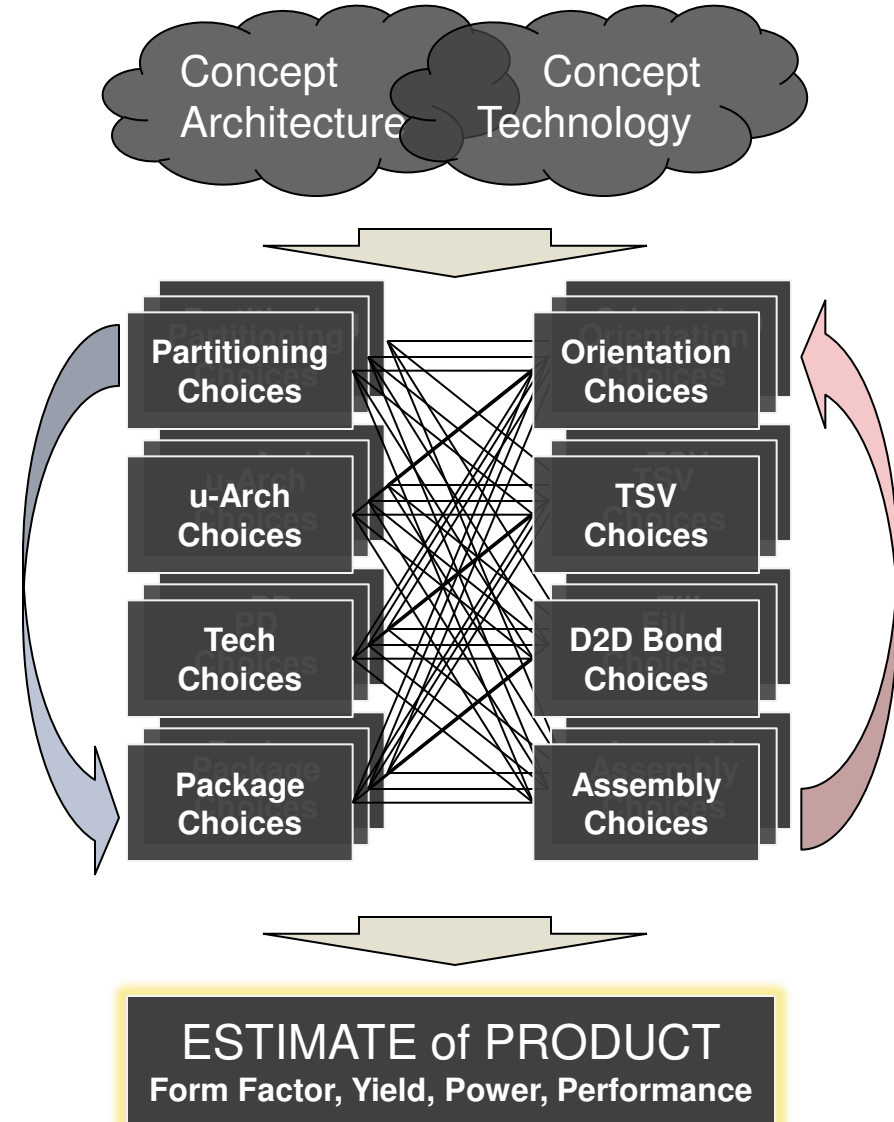 Concept
Architecture
Concept
Technology
Partitioning
Choices
Orientation
Choices
u-Arch
Choices
TSV
Choices
Tech
Choices
D2D Bond
Choices
Package
Choices
Assembly
Choices
ESTIMATE of PRODUCT
Form Factor, Yield, Power, Performance